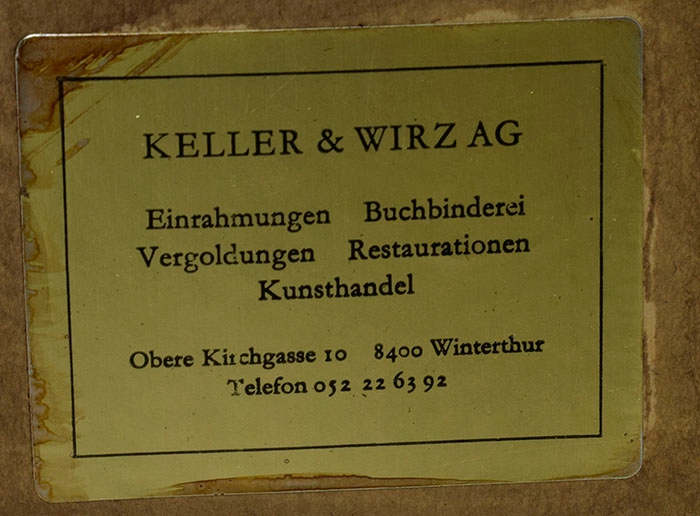 KELLER & WIRZ AG
Einrahmungen Buchbinderei
Vergoldungen Restaurationen
Kunsthandel
Obere Kirchgasse 10 8400 Winterthur
Telefon 052 22 63 92